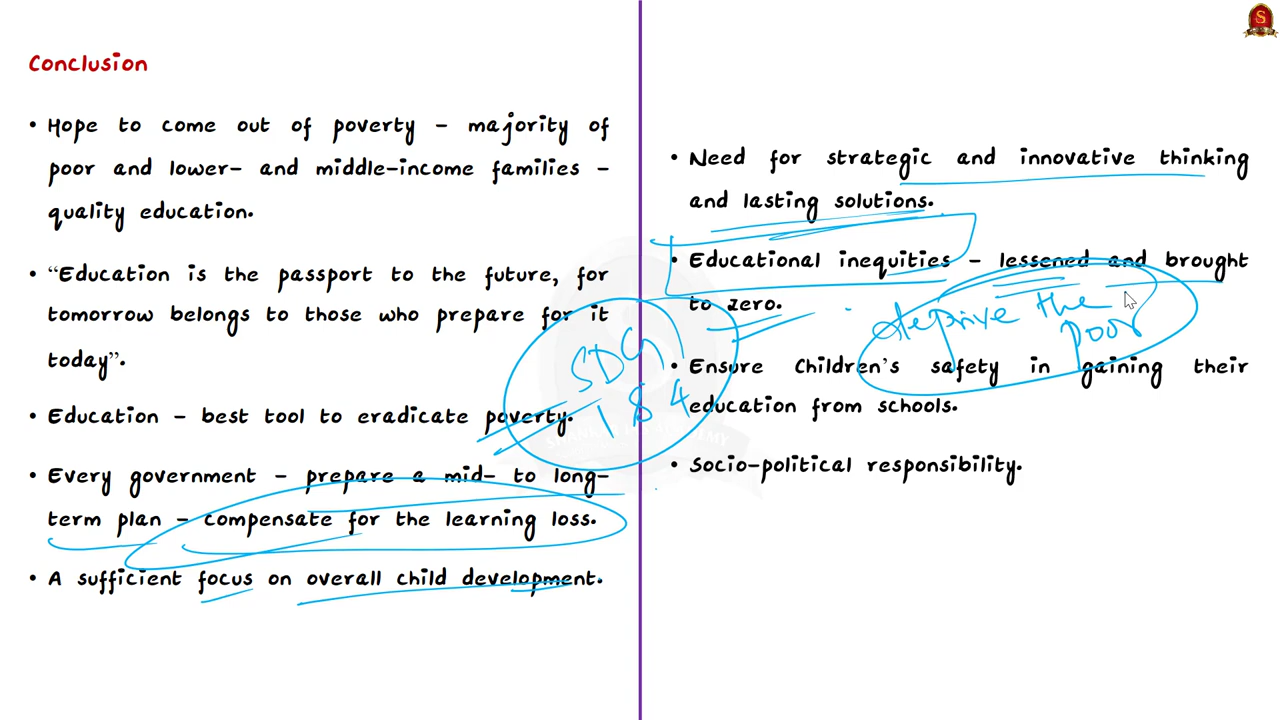 Conclusion
• Hope to come out of poverty – majority of
poor and lower- and middle-income families –
quality education.
• “Education is the passport to the future, for
tomorrow belongs to those who prepare for it
today”.
• Education – best tool to eradicate poverty.
• Every government – prepare a mid- to long-
term plan – compensate for the learning loss.
• A sufficient focus on overall child development.
SDG
1 & 4
S
• Need for strategic and innovative thinking
and lasting solutions.
• Educational inequities – lessened and brought
to zero.
deprive the
poor
• Ensure Children’s safety in gaining their
education from schools.
• Socio-political responsibility.